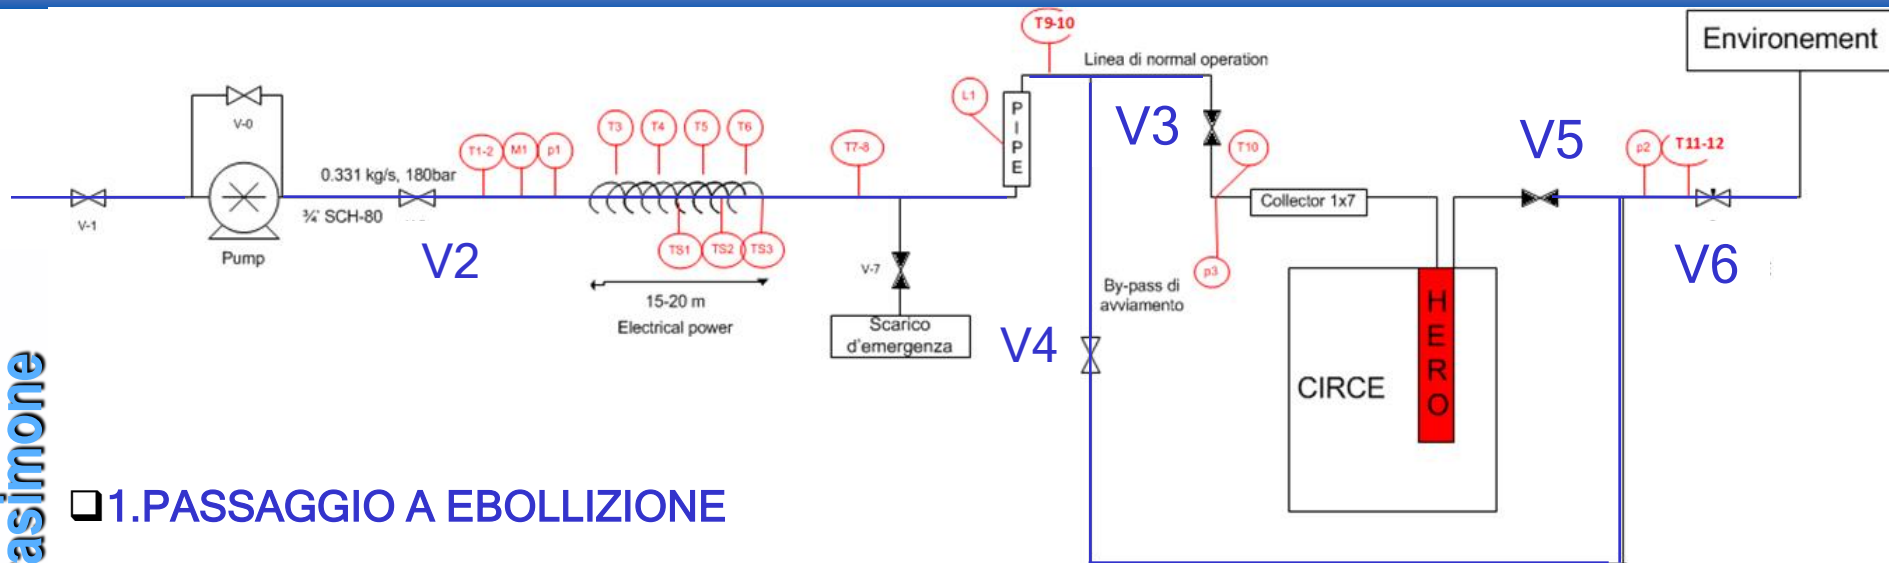 T9-10
Environement
Linea di normal operation
L1
PIPE
V-0
T3
T4
T5
T6
V3
V5
T1-2
M1
p1
T7-8
T10
p2
T11-12
0.331 kg/s, 180bar
Collector 1x7
V-1
¾' SCH-80
Pump
V2
TS1
TS2
TS3
V-7
p3
V6
15-20 m
Electrical power
By-pass di
avviamento
Scarico
d'emergenza
V4
HERO
CIRCE
asimone
1.PASSAGGIO A EBOLLIZIONE